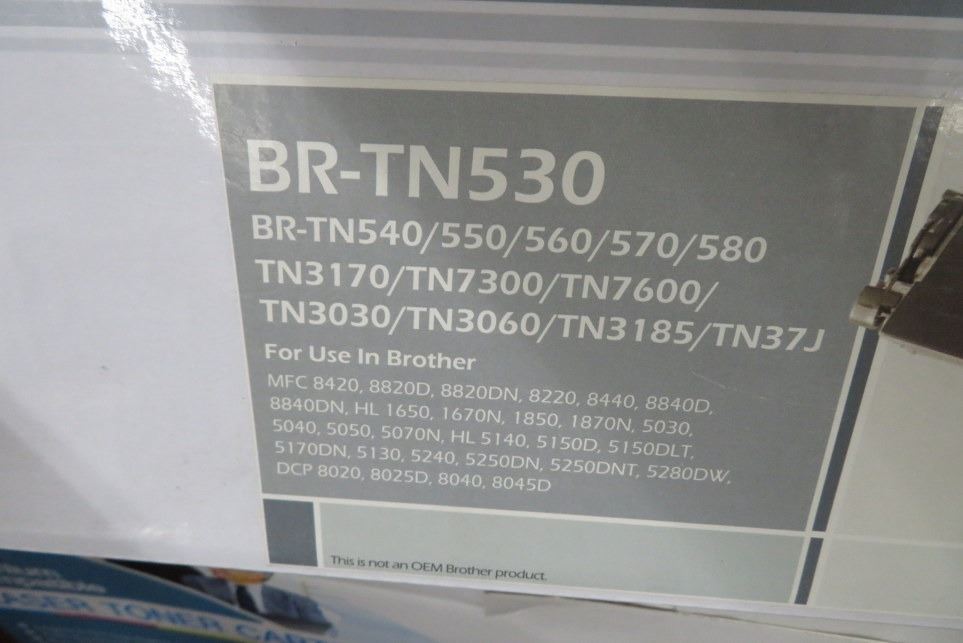 BR-TN530
BR-TN540/550/560/570/580
TN3170/TN7300/TN7600/
TN3030/TN3060/TN3185/TN37J
For Use In Brother
MFC 8420, 8820D, 8820DN, 8220, 8440, 8840D,
8840DN, HL 1650, 1670N, 1850, 1870N, 5030,
5040, 5050, 5070N, HL 5140, 5150D, 5150DLT,
5170DN, 5130, 5240, 5250DN, 5250DNT, 5280DW,
DCP 8020, 8025D, 8040, 8045D
This is not an OEM Brother product.
TONER